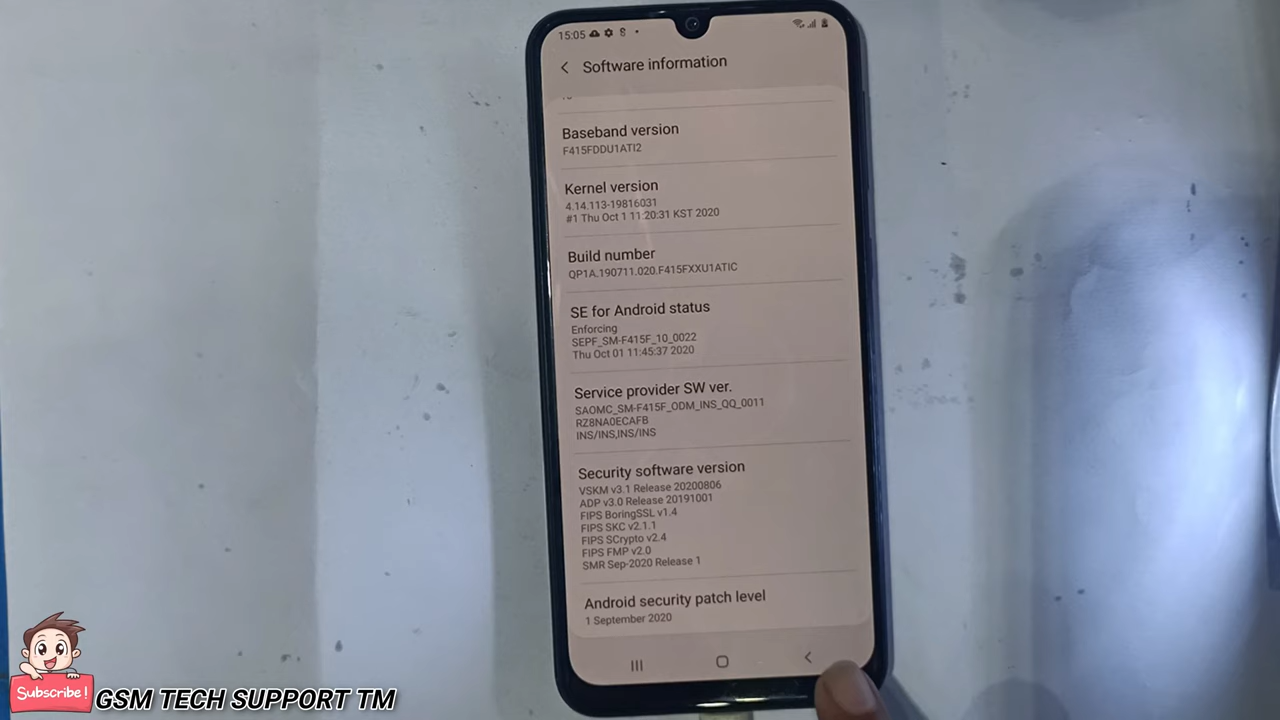 15:05
Software information
Baseband version
F415FDDU1ATI2
Kernel version
4.14.113-19816031
#1 Thu Oct 1 11:20:31 KST 2020
Build number
QP1A.190711.020.F415FXXU1ATIC
SE for Android status
Enforcing
SEPF_SM-F415F_10_0022
Thu Oct 01 11:45:37 2020
Service provider SW ver.
SAOMC_SM-F415F_ODM_INS_QQ_0011
RZ8NA0ECAFB
INS/INS,INS/INS
Security software version
VSKM v3.1 Release 20200806
ADP v3.0 Release 20191001
FIPS BoringSSL v1.4
FIPS SKC v2.1.1
FIPS SCrypto v2.4
FIPS FMP v2.0
SMR Sep-2020 Release 1
Android security patch level
1 September 2020
Subscribe!
GSM TECH SUPPORT TM